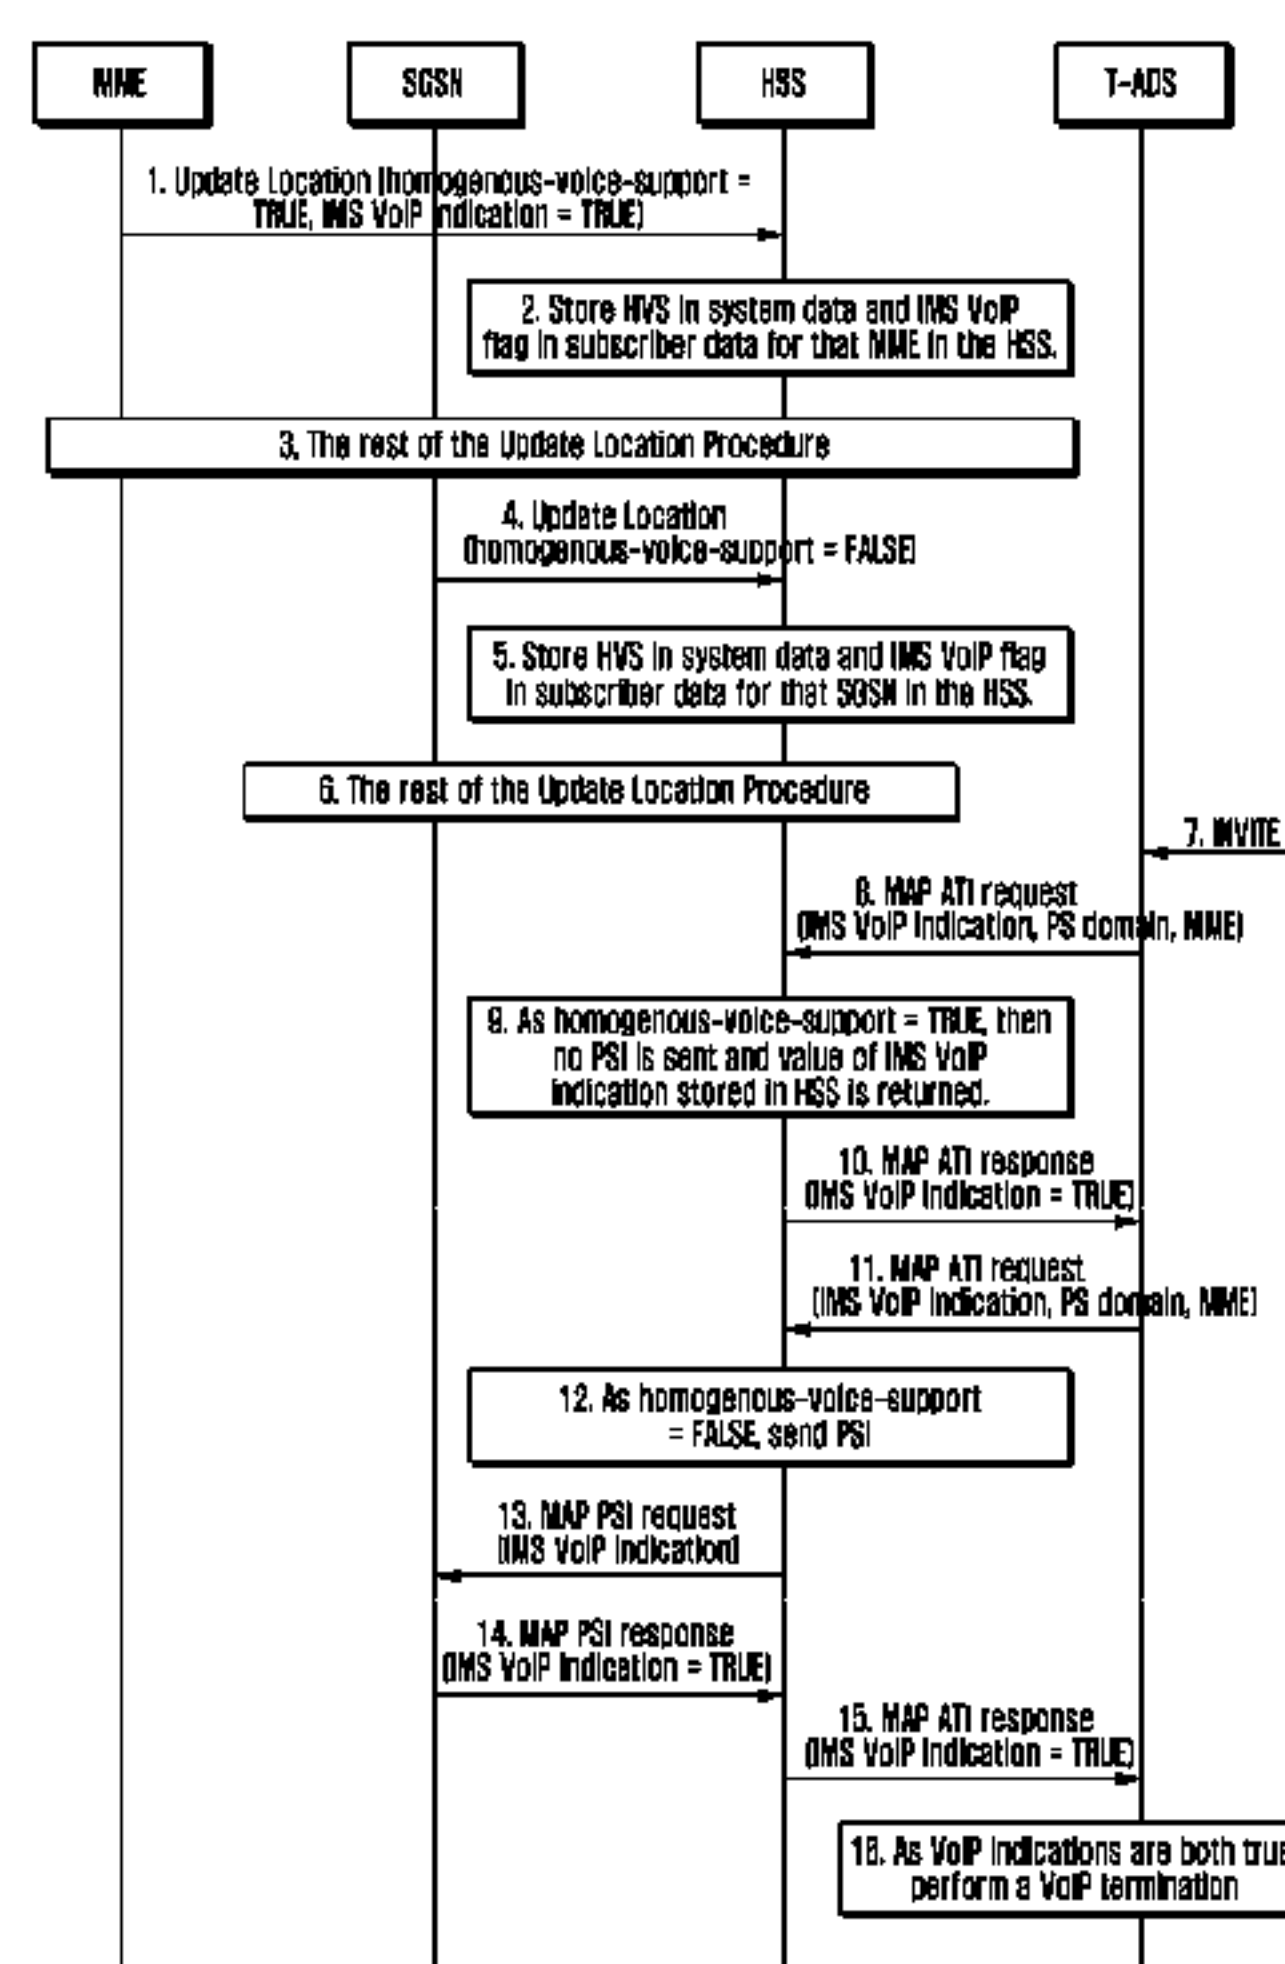 MME
SGSN
HSS
T-ADS
1. Update Location (homogenous-voice-support =
TRUE, IMS VoIP Indication = TRUE)
2. Store HVS in system data and IMS VoIP
flag in subscriber data for that MME in the HSS.
3. The rest of the Update Location Procedure
4. Update Location
(homogenous-voice-support = FALSE)
5. Store HVS in system data and IMS VoIP flag
in subscriber data for that SGSN in the HSS.
6. The rest of the Update Location Procedure
7. INVITE
8. MAP ATI request
(IMS VoIP Indication, PS domain, MME)
9. As homogenous-voice-support = TRUE, then
no PSI is sent and value of IMS VoIP
indication stored in HSS is returned.
10. MAP ATI response
(IMS VoIP Indication = TRUE)
11. MAP ATI request
(IMS VoIP Indication, PS domain, MME)
12. As homogenous-voice-support
= FALSE, send PSI
13. MAP PSI request
(IMS VoIP Indication)
14. MAP PSI response
(IMS VoIP Indication = TRUE)
15. MAP ATI response
(IMS VoIP Indication = TRUE)
16. As VoIP Indications are both true
perform a VoIP termination